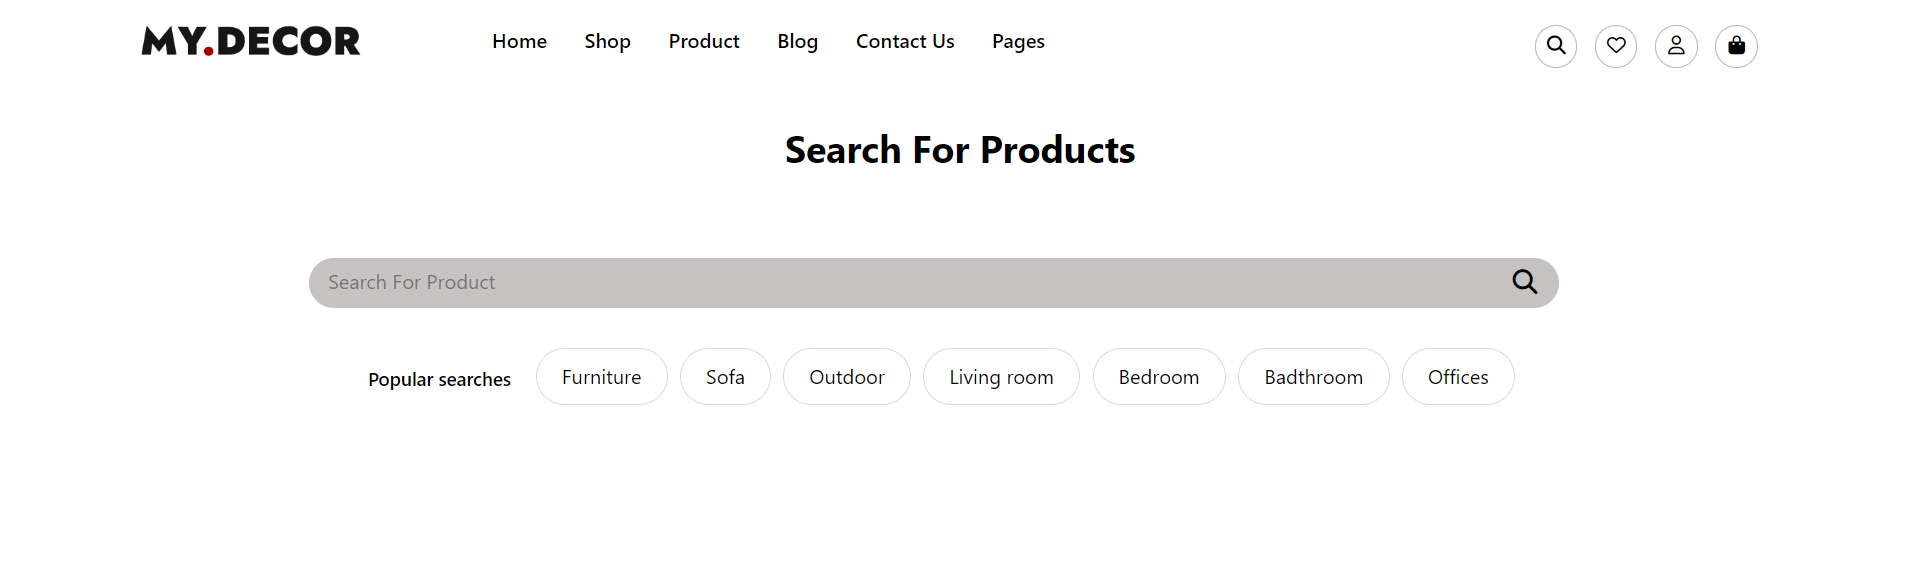 MY.DECOR Home Shop Product Blog Contact Us Pages
Search For Products
Search For Product
Popular searches Furniture Sofa Outdoor Living room Bedroom Badthroom Offices